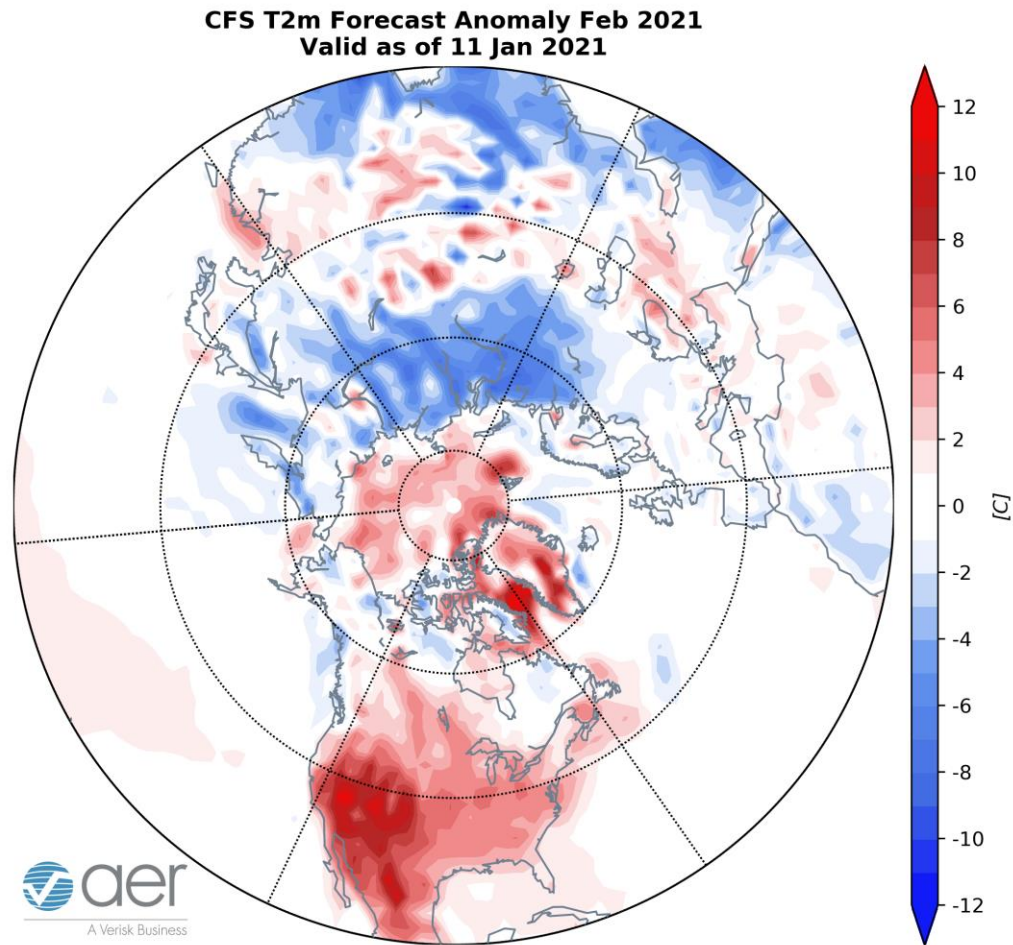 CFS T2m Forecast Anomaly Feb 2021
Valid as of 11 Jan 2021
12
10
8
6
4
2
0
-2
-4
-6
-8
-10
-12
[C]
aer
A Verisk Business